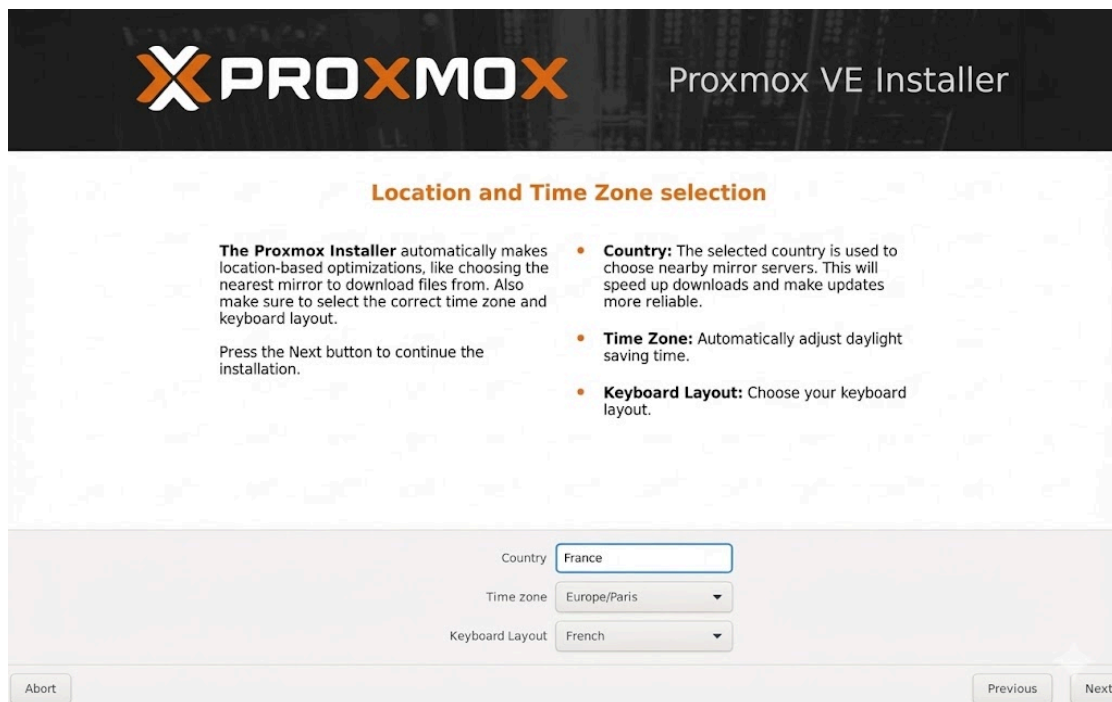 PROXMOX
Proxmox VE Installer
Location and Time Zone selection
The Proxmox Installer automatically makes
location-based optimizations, like choosing the
nearest mirror to download files from. Also
make sure to select the correct time zone and
keyboard layout.
Press the Next button to continue the
installation.
• Country: The selected country is used to
choose nearby mirror servers. This will
speed up downloads and make updates
more reliable.
• Time Zone: Automatically adjust daylight
saving time.
• Keyboard Layout: Choose your keyboard
layout.
Country France
Time zone Europe/Paris
Keyboard Layout French
Abort Previous Next